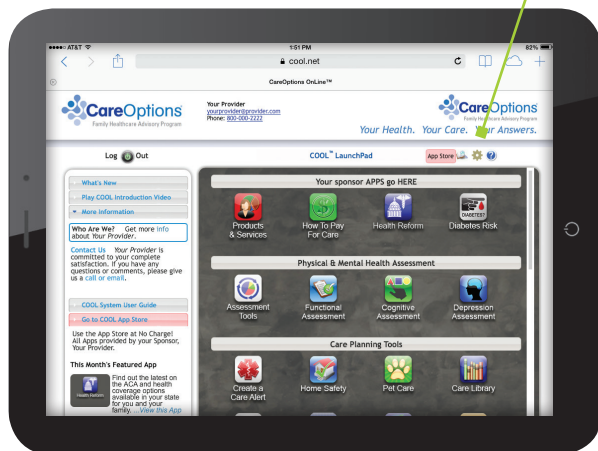 AT&T
1:51 PM
82%
cool.net
CareOptions OnLine™
CareOptions
Family Healthcare Advisory Program
Your Provider
yourprovider@provider.com
Phone: 800-000-2222
CareOptions
Family Healthcare Advisory Program
Your Health. Your Care. Your Answers.
Log Out
COOL™ LaunchPad
App Store
?
What's New
Play COOL Introduction Video
More Information
Who Are We? Get more info
about Your Provider.
Contact Us Your Provider is
committed to your complete
satisfaction. If you have any
questions or comments, please give
us a call or email.
COOL System User Guide
Go to COOL App Store
Use the App Store at No Charge!
All Apps provided by your Sponsor,
Your Provider.
This Month's Featured App
Health Reform
Find out the latest on
the ACA and health
coverage options
available in your state
for you and your
family. ...View this App
Your sponsor APPS go HERE
Products
& Services
How To Pay
For Care
Health Reform
DIABETES?
Diabetes Risk
Physical & Mental Health Assessment
Assessment
Tools
Functional
Assessment
Cognitive
Assessment
Depression
Assessment
Care Planning Tools
Create a
Care Alert
Home Safety
Pet Care
Care Library